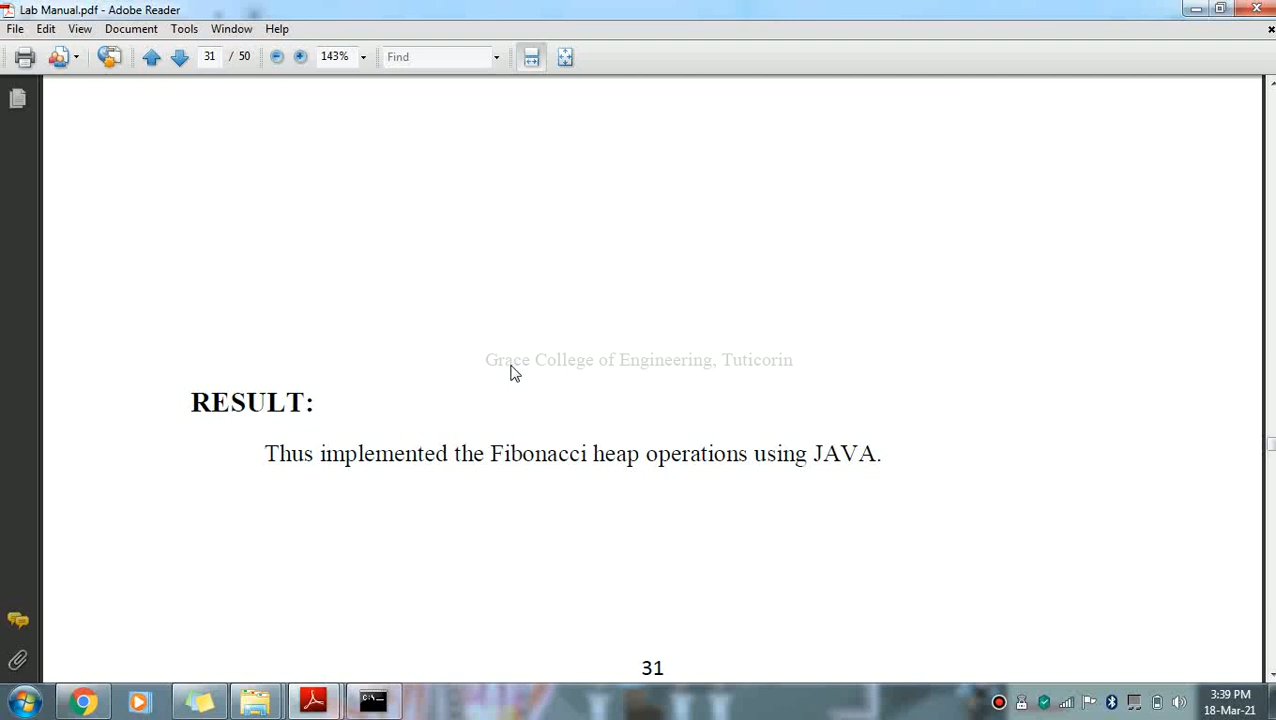 Lab Manual.pdf - Adobe Reader
File Edit View Document Tools Window Help
31 / 50 143% Find
Grace College of Engineering, Tuticorin
RESULT:
Thus implemented the Fibonacci heap operations using JAVA.
31
3:39 PM
18-Mar-21